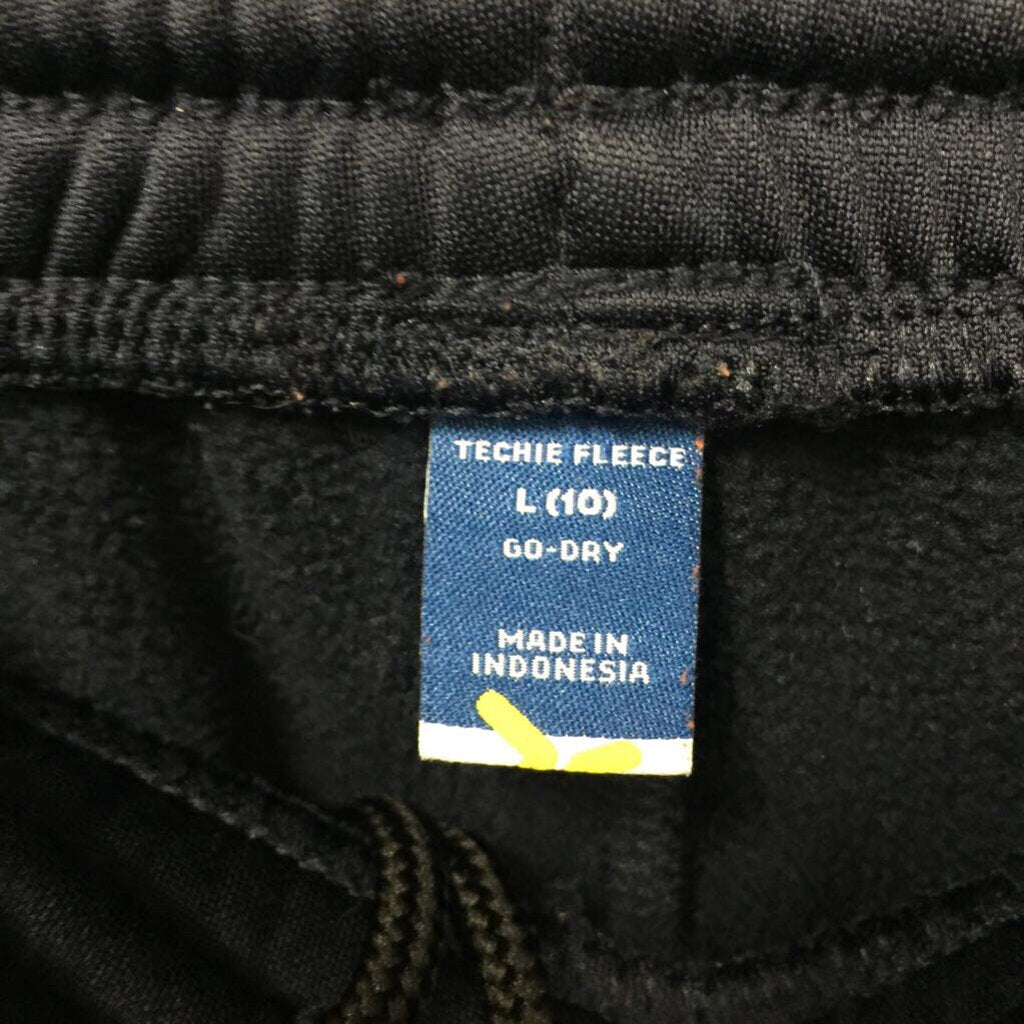 TECHIE FLEECE
L (10)
GO-DRY
MADE IN
INDONESIA